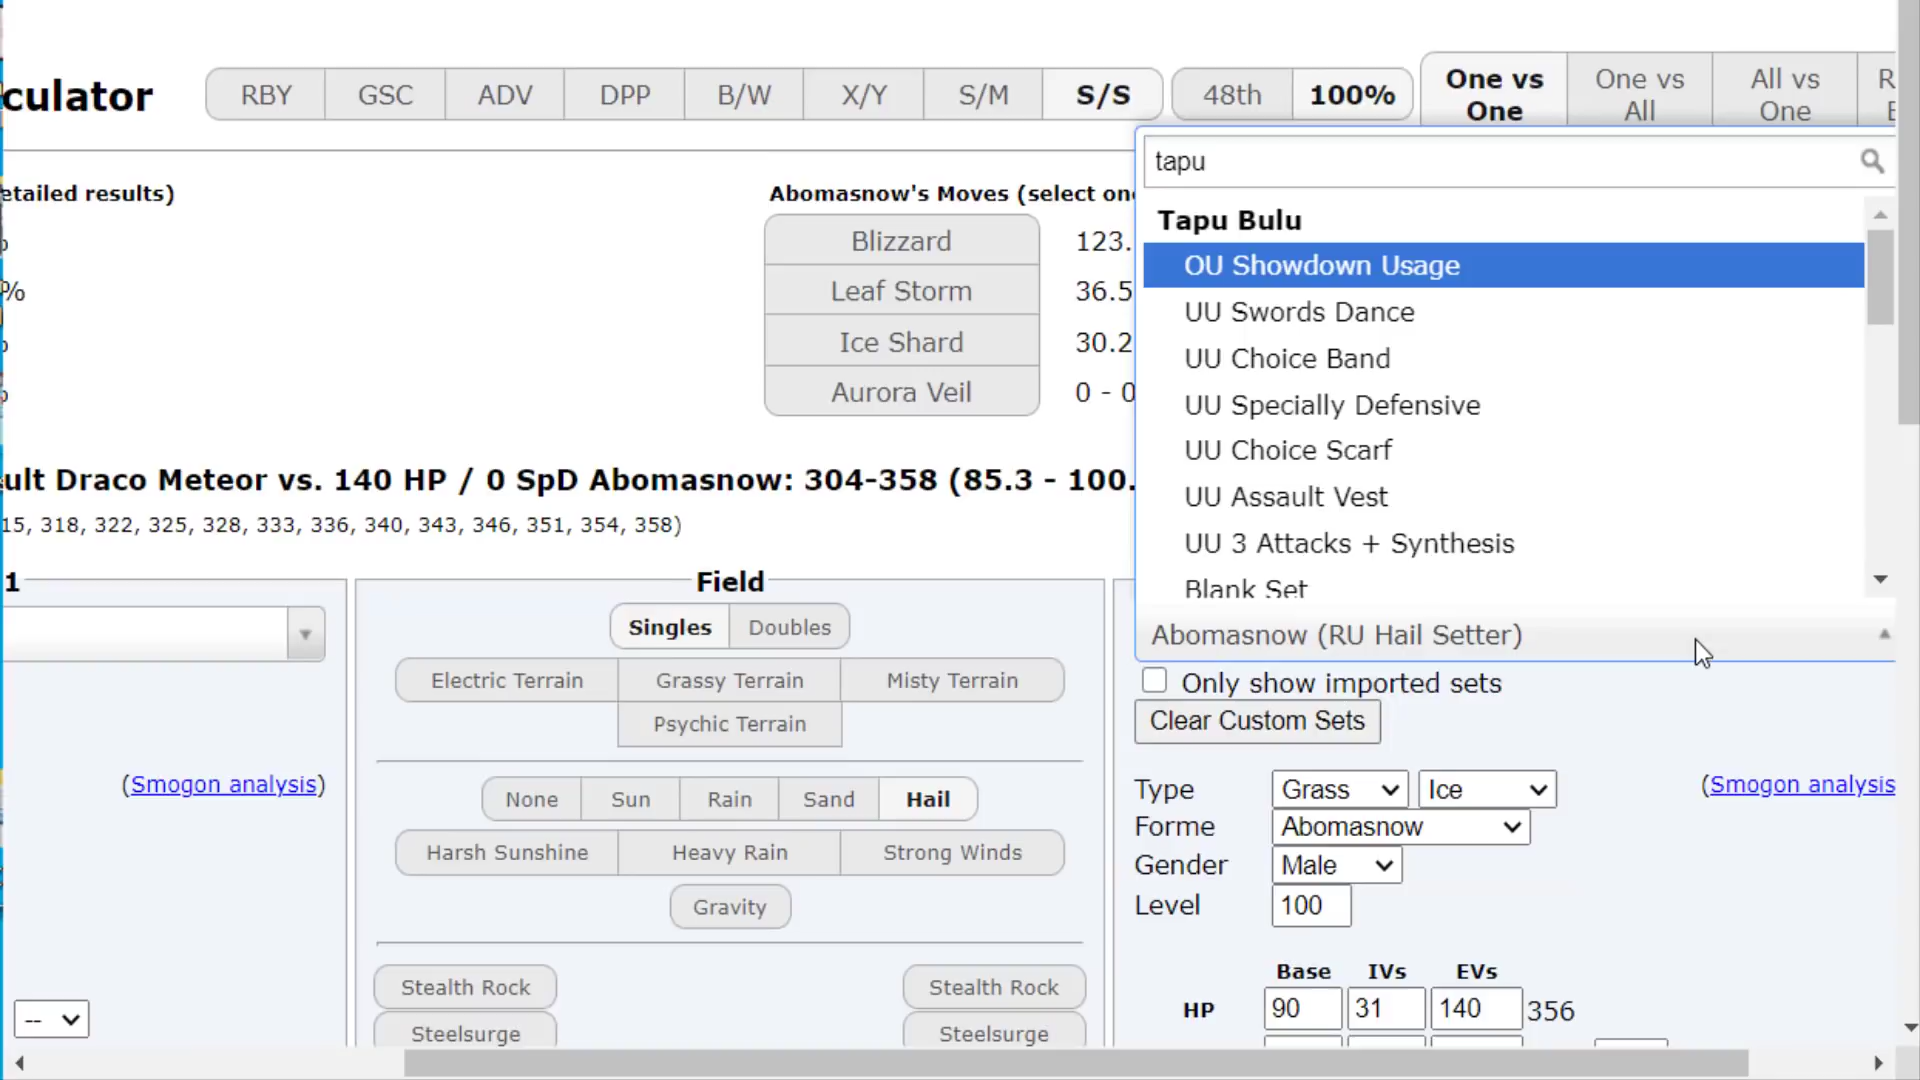 culator
RBY GSC ADV DPP B/W X/Y S/M S/S 48th 100% One vs One One vs All All vs One
tapu
etailed results)
Abomasnow's Moves (select one
Blizzard 123.
Leaf Storm 36.5
Ice Shard 30.2
Aurora Veil 0 - 0
%
Tapu Bulu
OU Showdown Usage
UU Swords Dance
UU Choice Band
UU Specially Defensive
UU Choice Scarf
UU Assault Vest
UU 3 Attacks + Synthesis
Blank Set
Abomasnow (RU Hail Setter)
ult Draco Meteor vs. 140 HP / 0 SpD Abomasnow: 304-358 (85.3 - 100.
15, 318, 322, 325, 328, 333, 336, 340, 343, 346, 351, 354, 358)
1
Field
Singles Doubles
Electric Terrain Grassy Terrain Misty Terrain
Psychic Terrain
None Sun Rain Sand Hail
Harsh Sunshine Heavy Rain Strong Winds
Gravity
Stealth Rock Stealth Rock
Steelsurge Steelsurge
(Smogon analysis)
--
Only show imported sets
Clear Custom Sets
Type Grass Ice (Smogon analysis
Forme Abomasnow
Gender Male
Level 100
Base IVs EVs
HP 90 31 140 356